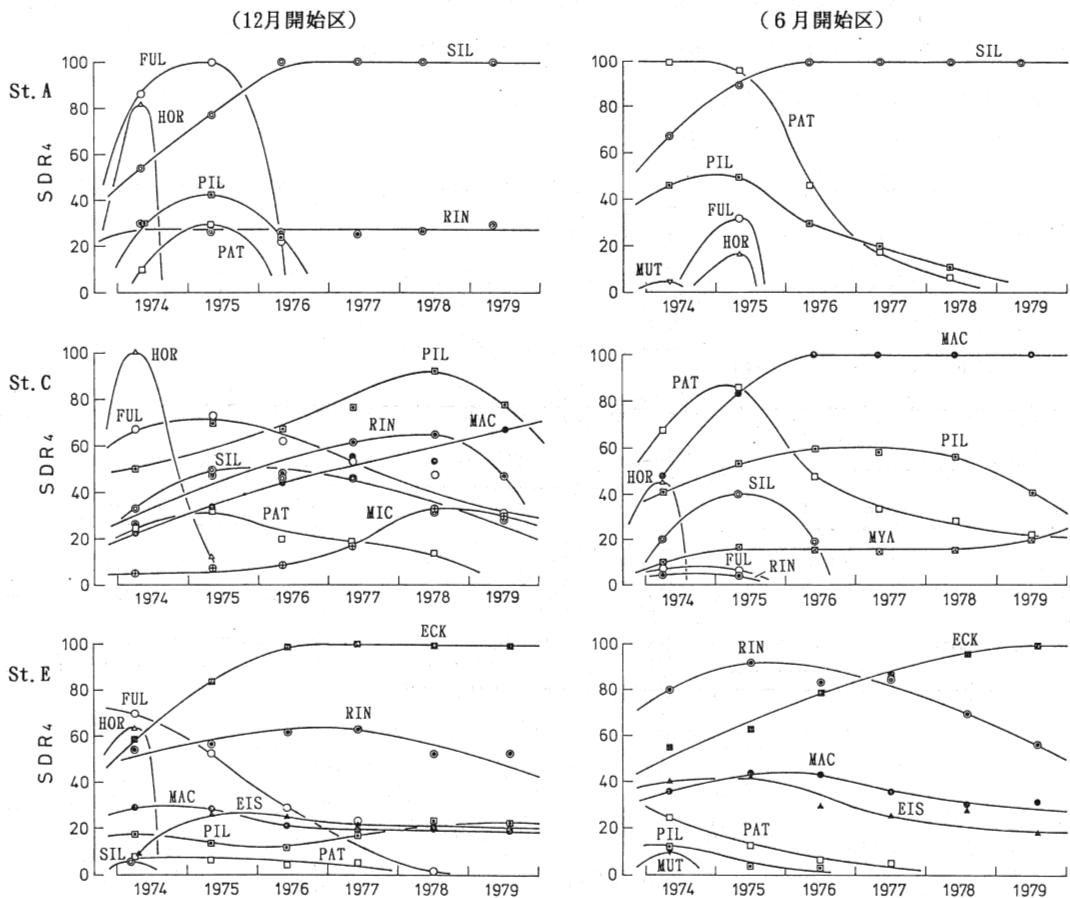 (12月開始区)
(6月開始区)
St.A
SDR4
100
80
60
40
20
0
FUL
HOR
SIL
PIL
PAT
RIN
1974
1975
1976
1977
1978
1979
100
80
60
40
20
0
SIL
PAT
PIL
FUL
HOR
MUT
1974
1975
1976
1977
1978
1979
St.C
SDR4
100
80
60
40
20
0
HOR
FUL
SIL
PAT
PIL
RIN
MAC
MIC
1974
1975
1976
1977
1978
1979
100
80
60
40
20
0
MAC
PAT
PIL
HOR
SIL
MYA
FUL
RIN
1974
1975
1976
1977
1978
1979
St.E
SDR4
100
80
60
40
20
0
ECK
FUL
HOR
RIN
MAC
EIS
PIL
SIL
PAT
1974
1975
1976
1977
1978
1979
100
80
60
40
20
0
RIN
ECK
MAC
EIS
PAT
PIL
MUT
1974
1975
1976
1977
1978
1979